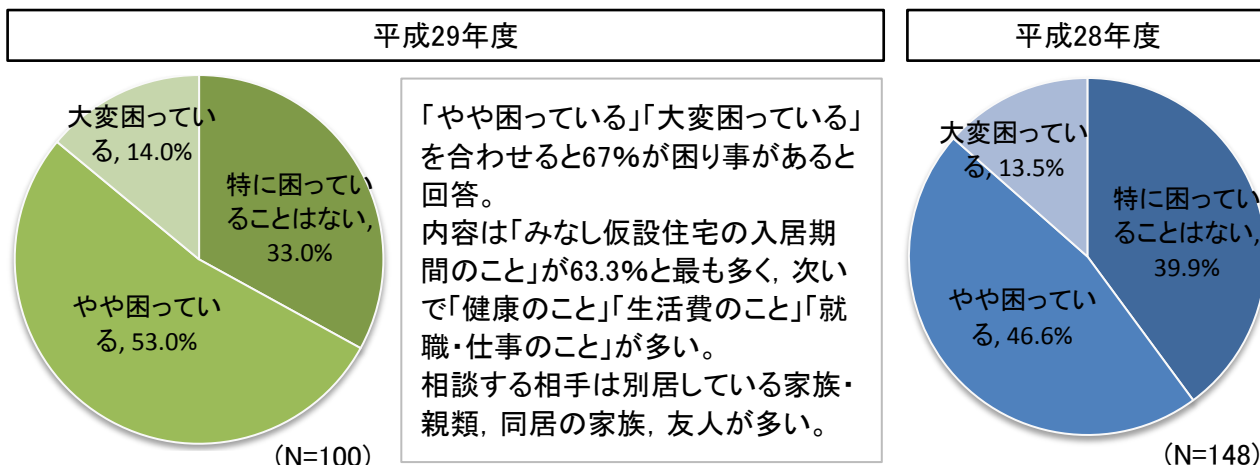 平成29年度
大変困ってい
る, 14.0%
特に困ってい
ることはない,
33.0%
やや困ってい
る, 53.0%
(N=100)
「やや困っている」「大変困っている」
を合わせると67%が困り事があると
回答。
内容は「みなし仮設住宅の入居期
間のこと」が63.3%と最も多く, 次い
で「健康のこと」「生活費のこと」「就
職・仕事のこと」が多い。
相談する相手は別居している家族・
親類, 同居の家族, 友人が多い。
平成28年度
大変困ってい
る, 13.5%
特に困ってい
ることはない,
39.9%
やや困ってい
る, 46.6%
(N=148)